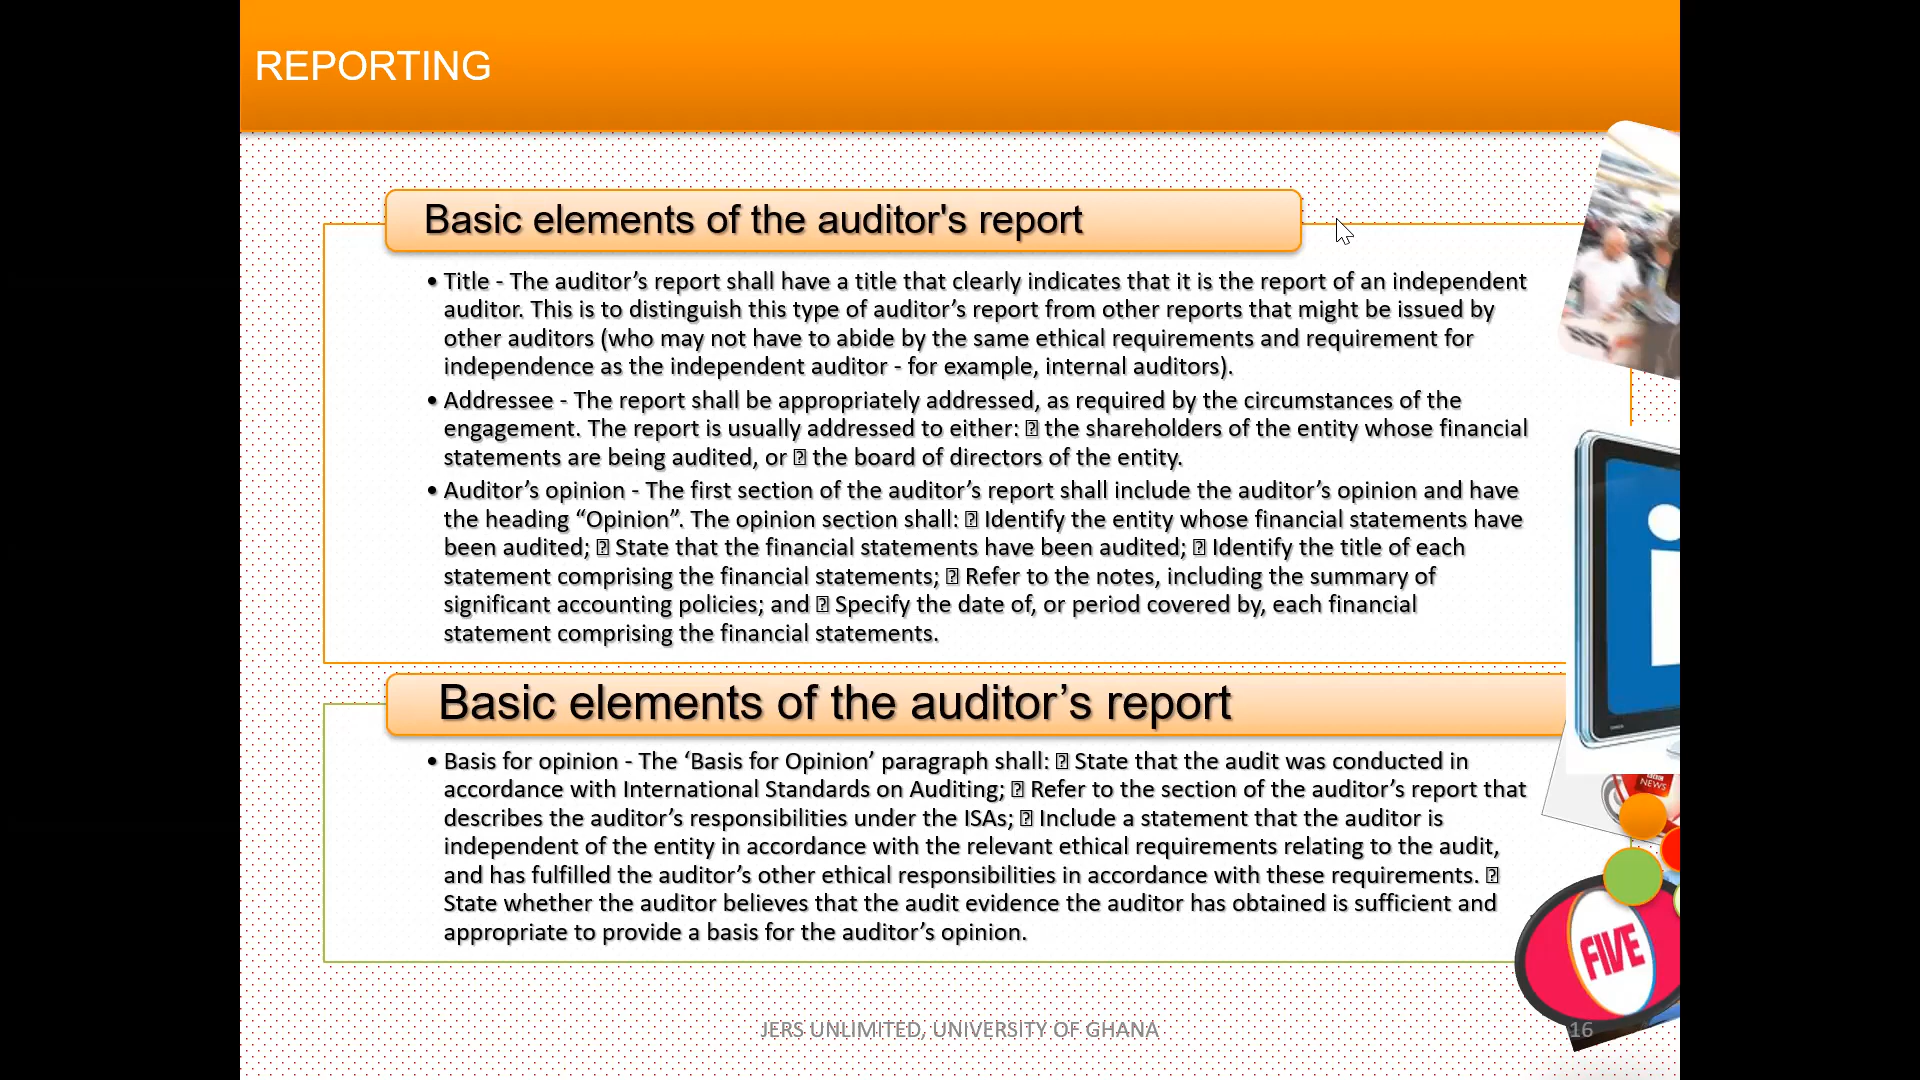 REPORTING
Basic elements of the auditor's report
• Title - The auditor’s report shall have a title that clearly indicates that it is the report of an independent
auditor. This is to distinguish this type of auditor’s report from other reports that might be issued by
other auditors (who may not have to abide by the same ethical requirements and requirement for
independence as the independent auditor - for example, internal auditors).
• Addressee - The report shall be appropriately addressed, as required by the circumstances of the
engagement. The report is usually addressed to either: ⍰ the shareholders of the entity whose financial
statements are being audited, or ⍰ the board of directors of the entity.
• Auditor’s opinion - The first section of the auditor’s report shall include the auditor’s opinion and have
the heading “Opinion”. The opinion section shall: ⍰ Identify the entity whose financial statements have
been audited; ⍰ State that the financial statements have been audited; ⍰ Identify the title of each
statement comprising the financial statements; ⍰ Refer to the notes, including the summary of
significant accounting policies; and ⍰ Specify the date of, or period covered by, each financial
statement comprising the financial statements.
Basic elements of the auditor’s report
• Basis for opinion - The ‘Basis for Opinion’ paragraph shall: ⍰ State that the audit was conducted in
accordance with International Standards on Auditing; ⍰ Refer to the section of the auditor’s report that
describes the auditor’s responsibilities under the ISAs; ⍰ Include a statement that the auditor is
independent of the entity in accordance with the relevant ethical requirements relating to the audit,
and has fulfilled the auditor’s other ethical responsibilities in accordance with these requirements. ⍰
State whether the auditor believes that the audit evidence the auditor has obtained is sufficient and
appropriate to provide a basis for the auditor’s opinion.
NEWS
FIVE
JERS UNLIMITED, UNIVERSITY OF GHANA
16